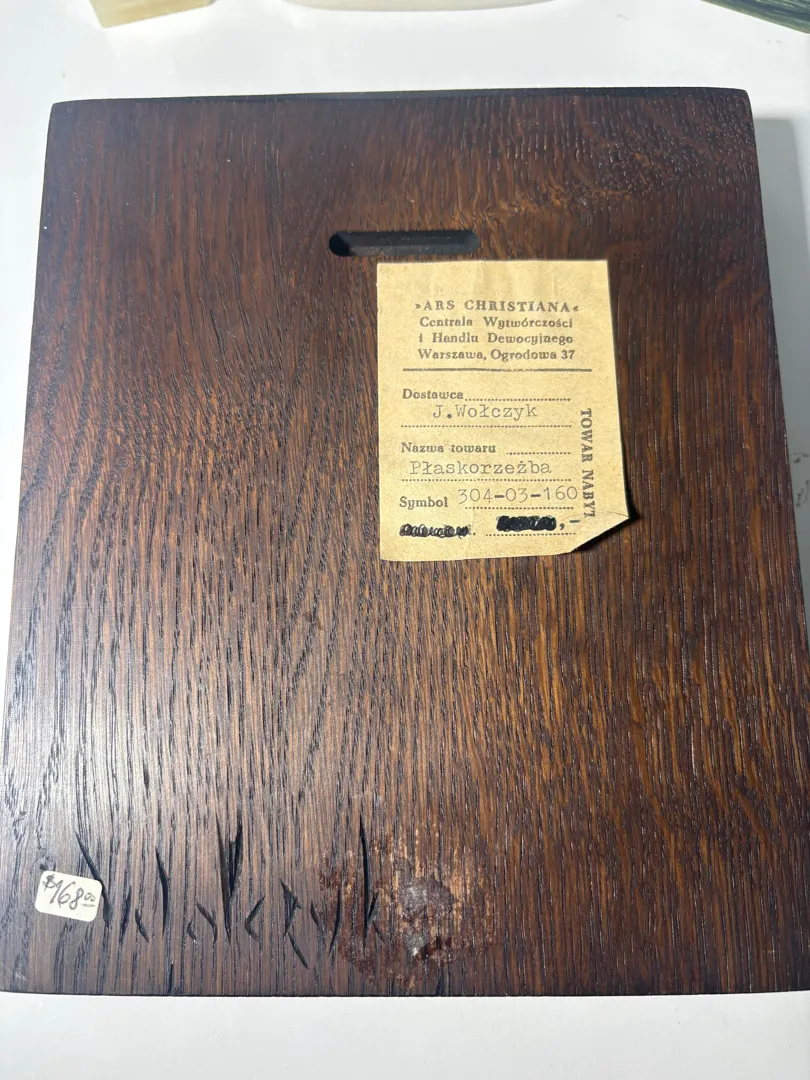 »ARS CHRISTIANA«
Centrala Wytwórczości
i Handlu Dewocyjnego
Warszawa, Ogrodowa 37
Dostawca
J.Wołczyk
Nazwa towaru
Płaskorzeźba
Symbol 304-03-160
,-
TOWAR NABYT
$168.00
Wołczyk